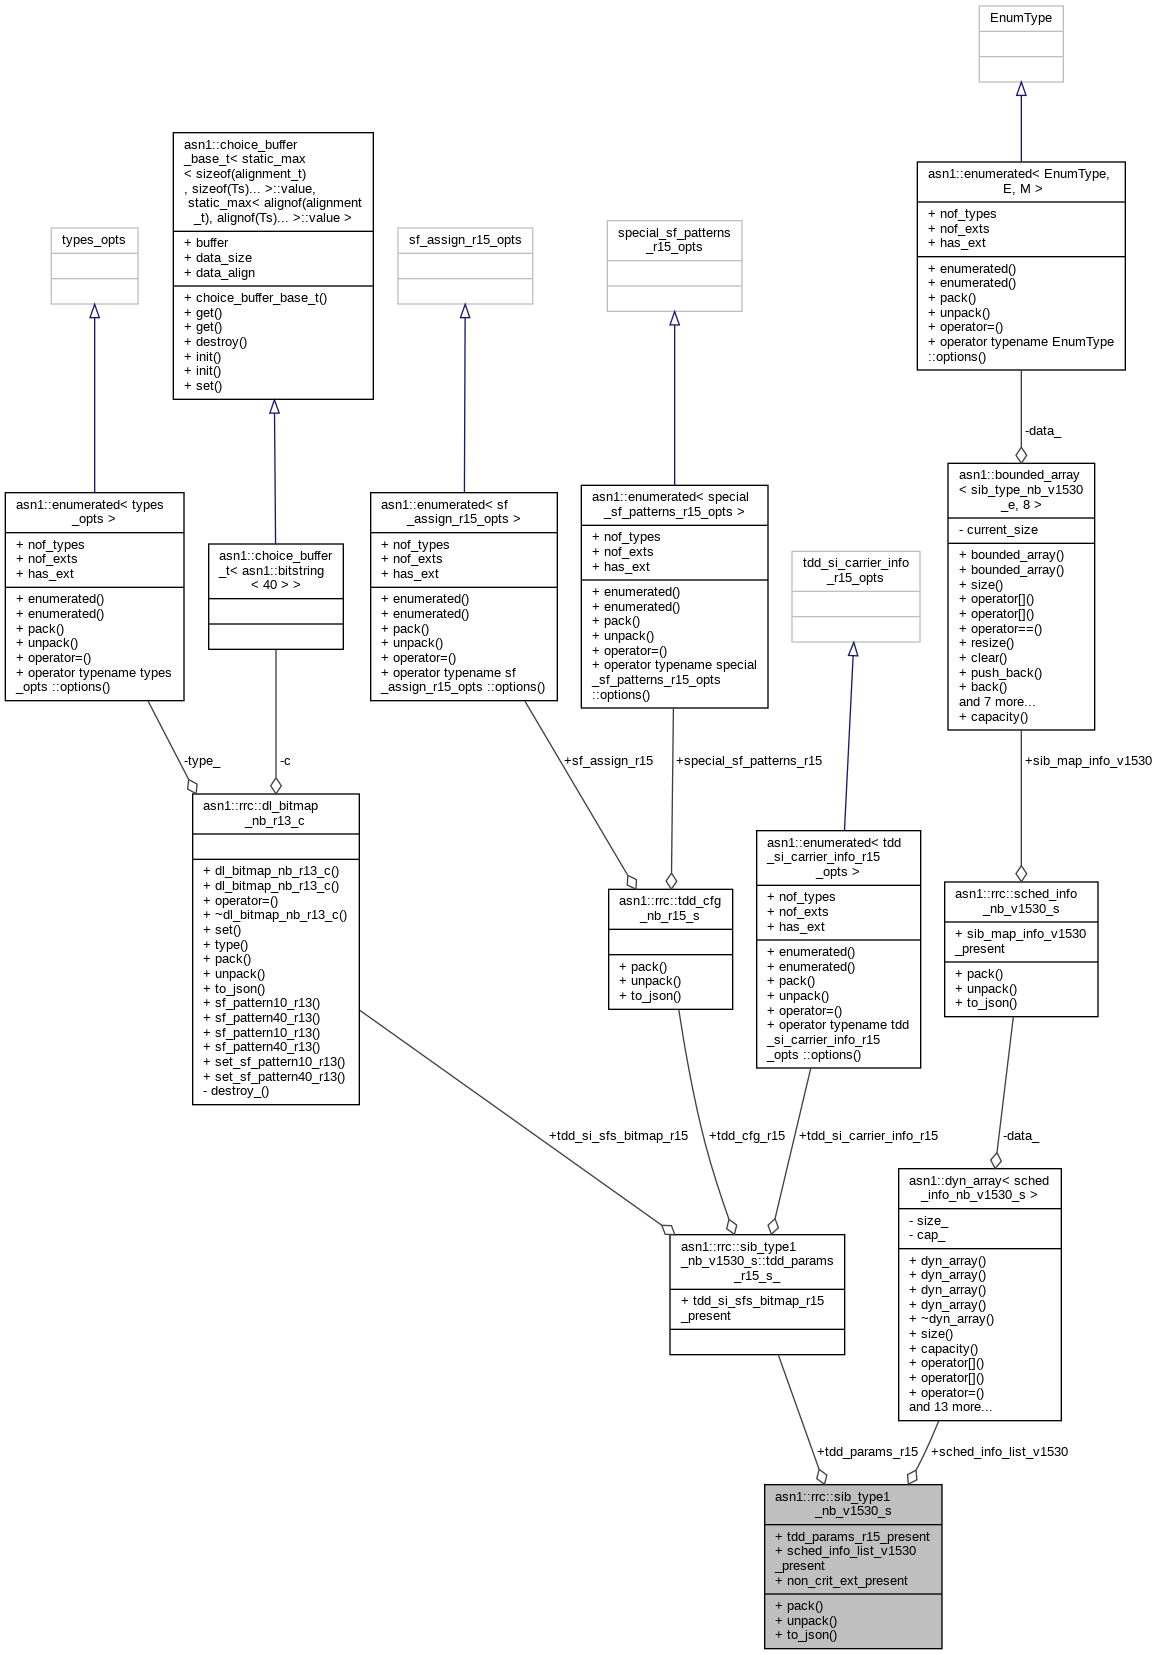 EnumType
asn1::choice_buffer
_base_t< static_max
< sizeof(alignment_t)
, sizeof(Ts)... >::value,
static_max< alignof(alignment
_t), alignof(Ts)... >::value >
+ buffer
+ data_size
+ data_align
+ choice_buffer_base_t()
+ get()
+ get()
+ destroy()
+ init()
+ init()
+ set()
asn1::enumerated< EnumType,
E, M >
+ nof_types
+ nof_exts
+ has_ext
+ enumerated()
+ enumerated()
+ pack()
+ unpack()
+ operator=()
+ operator typename EnumType
::options()
types_opts
sf_assign_r15_opts
special_sf_patterns
_r15_opts
-data_
asn1::bounded_array
< sib_type_nb_v1530
_e, 8 >
- current_size
+ bounded_array()
+ bounded_array()
+ size()
+ operator[]()
+ operator[]()
+ operator==()
+ resize()
+ clear()
+ push_back()
+ back()
and 7 more...
+ capacity()
asn1::enumerated< types
_opts >
+ nof_types
+ nof_exts
+ has_ext
+ enumerated()
+ enumerated()
+ pack()
+ unpack()
+ operator=()
+ operator typename types
_opts ::options()
asn1::choice_buffer
_t< asn1::bitstring
< 40 > >
asn1::enumerated< sf
_assign_r15_opts >
+ nof_types
+ nof_exts
+ has_ext
+ enumerated()
+ enumerated()
+ pack()
+ unpack()
+ operator=()
+ operator typename sf
_assign_r15_opts ::options()
asn1::enumerated< special
_sf_patterns_r15_opts >
+ nof_types
+ nof_exts
+ has_ext
+ enumerated()
+ enumerated()
+ pack()
+ unpack()
+ operator=()
+ operator typename special
_sf_patterns_r15_opts
::options()
tdd_si_carrier_info
_r15_opts
-type_
-c
+sf_assign_r15
+special_sf_patterns_r15
+sib_map_info_v1530
asn1::rrc::dl_bitmap
_nb_r13_c
+ dl_bitmap_nb_r13_c()
+ dl_bitmap_nb_r13_c()
+ operator=()
+ ~dl_bitmap_nb_r13_c()
+ set()
+ type()
+ pack()
+ unpack()
+ to_json()
+ sf_pattern10_r13()
+ sf_pattern40_r13()
+ sf_pattern10_r13()
+ sf_pattern40_r13()
+ set_sf_pattern10_r13()
+ set_sf_pattern40_r13()
- destroy_()
asn1::rrc::tdd_cfg
_nb_r15_s
+ pack()
+ unpack()
+ to_json()
asn1::enumerated< tdd
_si_carrier_info_r15
_opts >
+ nof_types
+ nof_exts
+ has_ext
+ enumerated()
+ enumerated()
+ pack()
+ unpack()
+ operator=()
+ operator typename tdd
_si_carrier_info_r15
_opts ::options()
asn1::rrc::sched_info
_nb_v1530_s
+ sib_map_info_v1530
_present
+ pack()
+ unpack()
+ to_json()
+tdd_si_sfs_bitmap_r15
+tdd_cfg_r15
+tdd_si_carrier_info_r15
-data_
asn1::dyn_array< sched
_info_nb_v1530_s >
- size_
- cap_
+ dyn_array()
+ dyn_array()
+ dyn_array()
+ dyn_array()
+ ~dyn_array()
+ size()
+ capacity()
+ operator[]()
+ operator[]()
+ operator=()
and 13 more...
asn1::rrc::sib_type1
_nb_v1530_s::tdd_params
_r15_s_
+ tdd_si_sfs_bitmap_r15
_present
+tdd_params_r15
+sched_info_list_v1530
asn1::rrc::sib_type1
_nb_v1530_s
+ tdd_params_r15_present
+ sched_info_list_v1530
_present
+ non_crit_ext_present
+ pack()
+ unpack()
+ to_json()